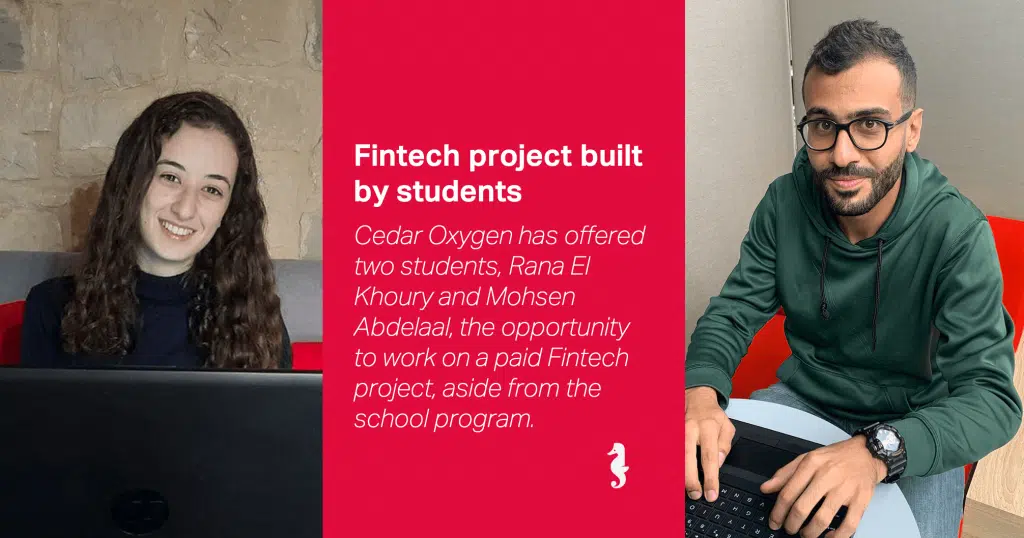 Fintech project built
by students
Cedar Oxygen has offered
two students, Rana El
Khoury and Mohsen
Abdelaal, the opportunity
to work on a paid Fintech
project, aside from the
school program.